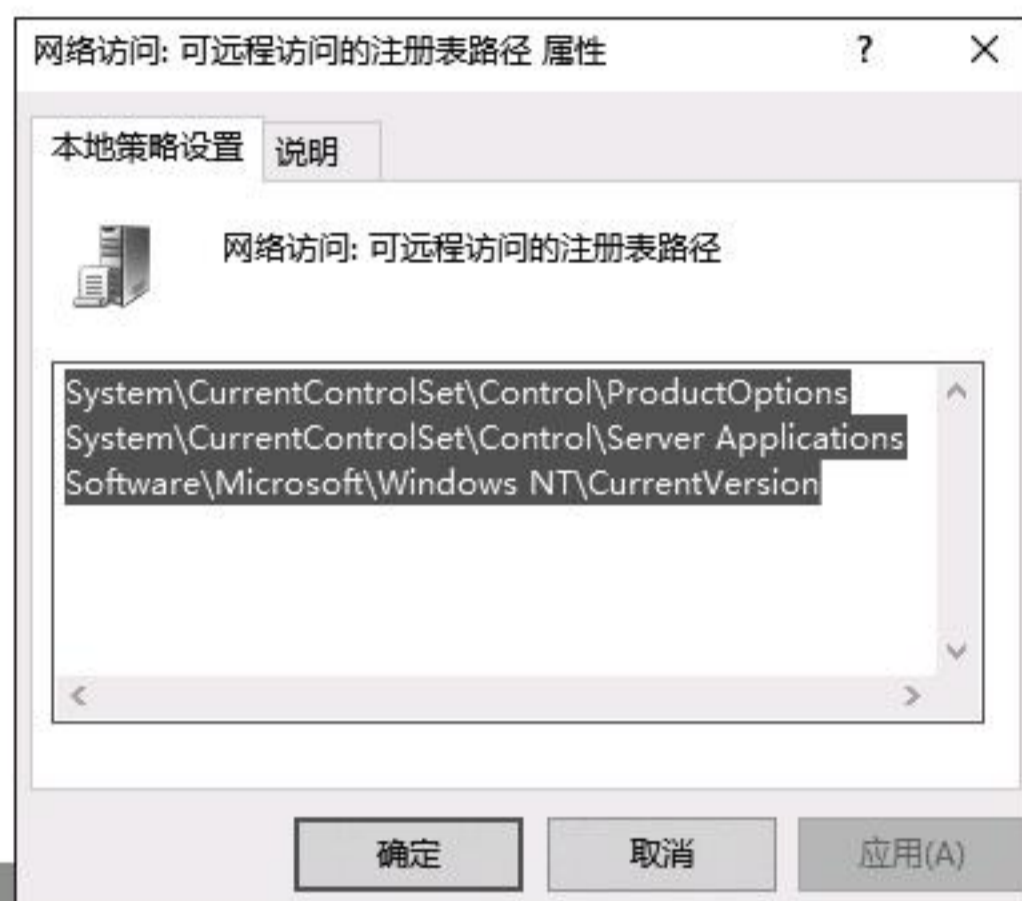 网络访问: 可远程访问的注册表路径 属性
?
本地策略设置
说明
网络访问: 可远程访问的注册表路径
System\CurrentControlSet\Control\ProductOptions
System\CurrentControlSet\Control\Server Applications
Software\Microsoft\Windows NT\CurrentVersion
确定
取消
应用(A)